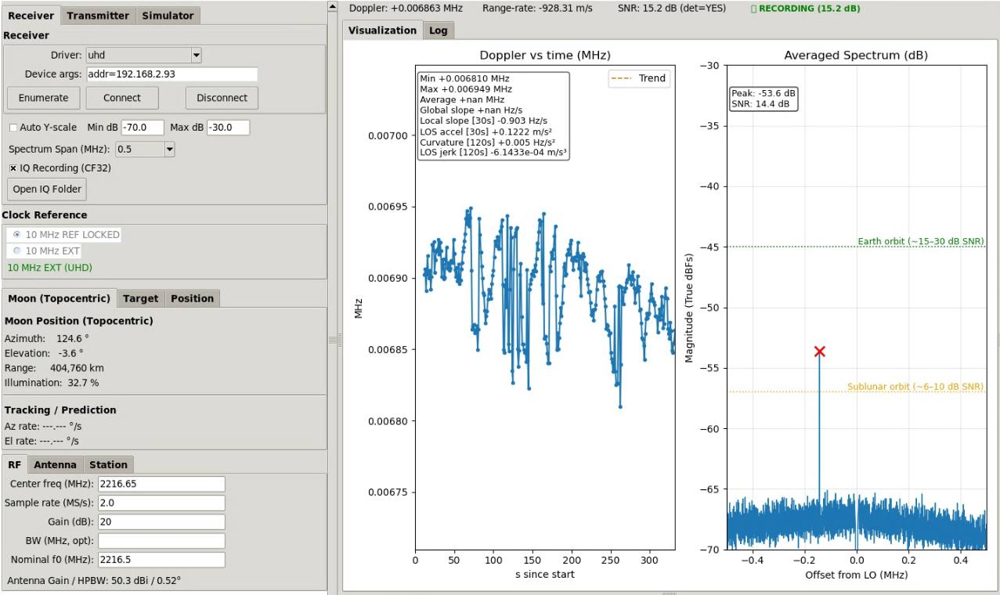 Receiver Transmitter Simulator
Receiver
Driver: uhd
Device args: addr=192.168.2.93
Enumerate Connect Disconnect
Auto Y-scale Min dB -70.0 Max dB -30.0
Spectrum Span (MHz): 0.5
IQ Recording (CF32)
Open IQ Folder
Clock Reference
10 MHz REF LOCKED
10 MHz EXT
10 MHz EXT (UHD)
Moon (Topocentric) Target Position
Moon Position (Topocentric)
Azimuth: 124.6 °
Elevation: -3.6 °
Range: 404,760 km
Illumination: 32.7 %
Tracking / Prediction
Az rate: ---.--- °/s
El rate: ---.--- °/s
RF Antenna Station
Center freq (MHz): 2216.65
Sample rate (MS/s): 2.0
Gain (dB): 20
BW (MHz, opt):
Nominal f0 (MHz): 2216.5
Antenna Gain / HPBW: 50.3 dBi / 0.52°
Doppler: +0.006863 MHz Range-rate: -928.31 m/s SNR: 15.2 dB (det=YES) RECORDING (15.2 dB)
Visualization Log
Doppler vs time (MHz)
Min +0.006810 MHz
Max +0.006949 MHz
Average +nan MHz
Global slope +nan Hz/s
Local slope [30s] -0.903 Hz/s
LOS accel [30s] +0.1222 m/s²
Curvature [120s] +0.005 Hz/s²
LOS jerk [120s] -6.1433e-04 m/s³
Trend
0.00700
0.00695
0.00690
0.00685
0.00680
0.00675
MHz
0 50 100 150 200 250 300
s since start
Averaged Spectrum (dB)
Peak: -53.6 dB
SNR: 14.4 dB
−30
−35
−40
−45
−50
−55
−60
−65
−70
Magnitude (True dBFs)
Earth orbit (~15–30 dB SNR)
Sublunar orbit (~6–10 dB SNR)
−0.4 −0.2 0.0 0.2 0.4
Offset from LO (MHz)